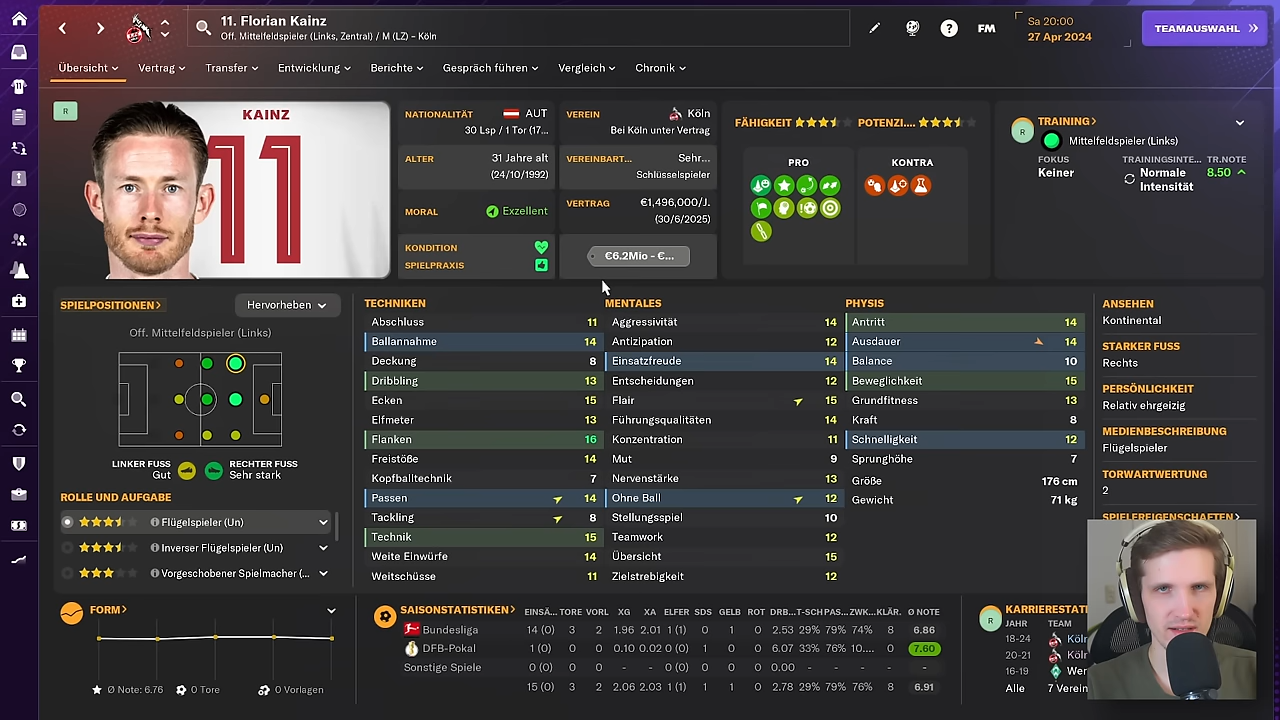 11. Florian Kainz
Off. Mittelfeldspieler (Links, Zentral) / M (LZ) – Köln
FM
Sa 20:00
27 Apr 2024
TEAMAUSWAHL
Übersicht
Vertrag
Transfer
Entwicklung
Berichte
Gespräch führen
Vergleich
Chronik
R
KAINZ
11
NATIONALITÄT AUT
30 Lsp / 1 Tor (17...
ALTER 31 Jahre alt
(24/10/1992)
MORAL Exzellent
KONDITION
SPIELPRAXIS
VEREIN Köln
Bei Köln unter Vertrag
VEREINBART... Sehr...
Schlüsselspieler
VERTRAG €1,496,000/J.
(30/6/2025)
€6.2Mio - €...
FÄHIGKEIT
POTENZI....
PRO
KONTRA
R
TRAINING
Mittelfeldspieler (Links)
FOKUS
Keiner
TRAININGSINTE...
Normale
Intensität
TR.NOTE
8.50
SPIELPOSITIONEN
Hervorheben
Off. Mittelfeldspieler (Links)
LINKER FUSS
Gut
RECHTER FUSS
Sehr stark
ROLLE UND AUFGABE
Flügelspieler (Un)
Inverser Flügelspieler (Un)
Vorgeschobener Spielmacher (...
TECHNIKEN
Abschluss 11
Ballannahme 14
Deckung 8
Dribbling 13
Ecken 15
Elfmeter 13
Flanken 16
Freistöße 14
Kopfballtechnik 7
Passen 14
Tackling 8
Technik 15
Weite Einwürfe 14
Weitschüsse 11
MENTALES
Aggressivität 14
Antizipation 12
Einsatzfreude 14
Entscheidungen 12
Flair 15
Führungsqualitäten 14
Konzentration 11
Mut 9
Nervenstärke 13
Ohne Ball 12
Stellungsspiel 10
Teamwork 12
Übersicht 15
Zielstrebigkeit 12
PHYSIS
Antritt 14
Ausdauer 14
Balance 10
Beweglichkeit 15
Grundfitness 13
Kraft 8
Schnelligkeit 12
Sprunghöhe 7
Größe 176 cm
Gewicht 71 kg
ANSEHEN
Kontinental
STARKER FUSS
Rechts
PERSÖNLICHKEIT
Relativ ehrgeizig
MEDIENBESCHREIBUNG
Flügelspieler
TORWARTWERTUNG
2
SPIELEREIGENSCHAFTEN
FORM
Ø Note: 6.76 0 Tore 0 Vorlagen
SAISONSTATISTIKEN EINSÄ... TORE VORL XG XA ELFER SDS GELB ROT DRB... T-SCH PAS... ZWK... KLÄR. Ø NOTE
Bundesliga 14 (0) 3 2 1.96 2.01 1 (1) 0 1 0 2.53 29% 79% 74% 8 6.86
DFB-Pokal 1 (0) 0 0 0.10 0.02 0 (0) 1 0 0 6.07 33% 76% 10.... 0 7.60
Sonstige Spiele 0 (0) 0 0 - - 0 (0) 0 0 0 0.00 - - - - -
15 (0) 3 2 2.06 2.03 1 (1) 1 1 0 2.78 29% 79% 76% 8 6.91
R
KARRIERESTAT
JAHR TEAM
18-24 Köln
20-21 Köln
16-19 Wer
Alle 7 Verein